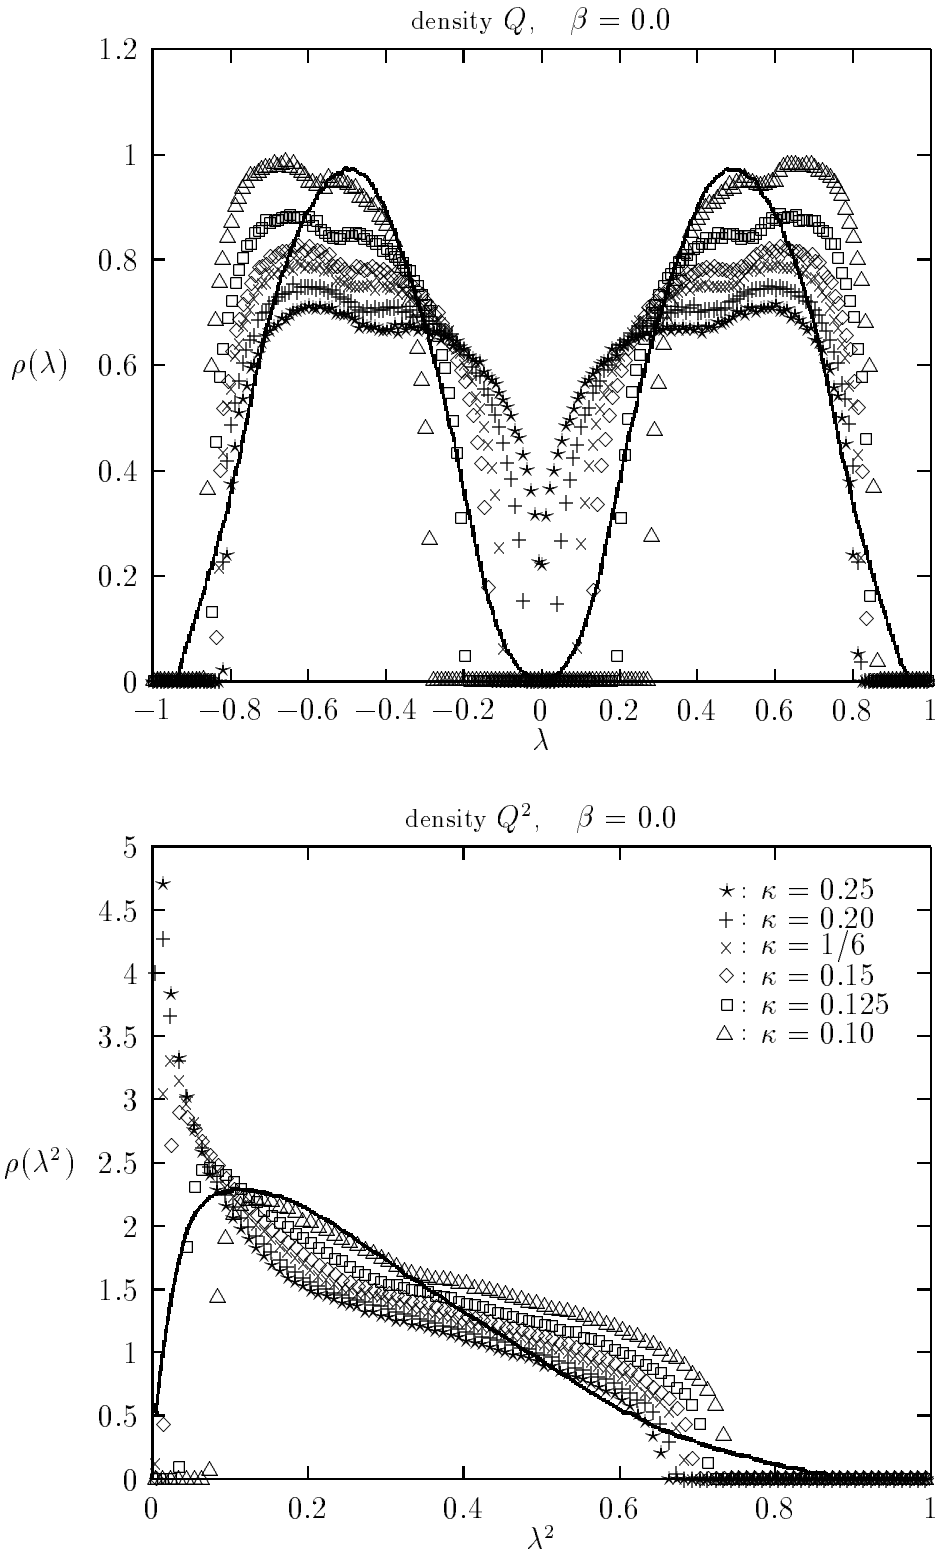 density Q, β = 0.0
1.2
1
0.8
0.6
0.4
0.2
0
ρ(λ)
−1 −0.8 −0.6 −0.4 −0.2 0 0.2 0.4 0.6 0.8 1
λ
density Q², β = 0.0
5
4.5
4
3.5
3
2.5
2
1.5
1
0.5
0
ρ(λ²)
★: κ = 0.25
+: κ = 0.20
×: κ = 1/6
◇: κ = 0.15
□: κ = 0.125
△: κ = 0.10
0 0.2 0.4 0.6 0.8 1
λ²